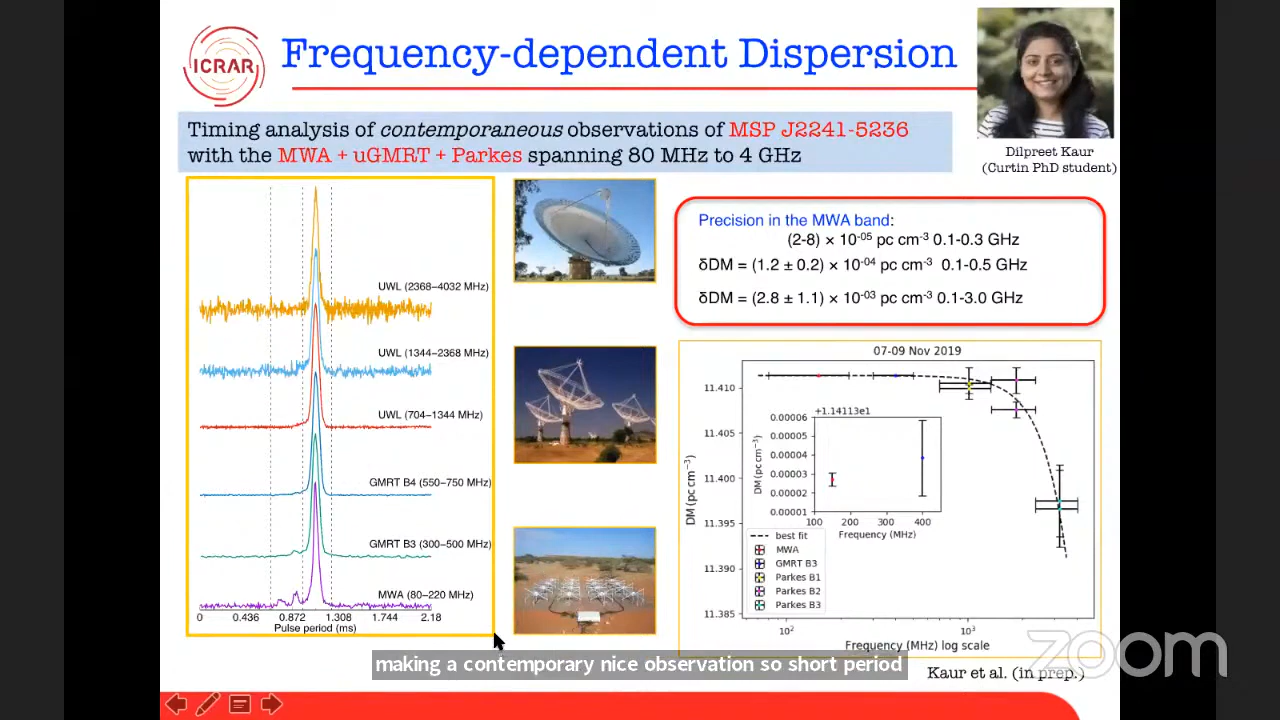 ICRAR
Frequency-dependent Dispersion
Timing analysis of contemporaneous observations of MSP J2241-5236
with the MWA + uGMRT + Parkes spanning 80 MHz to 4 GHz
Dilpreet Kaur
(Curtin PhD student)
UWL (2368–4032 MHz)
UWL (1344–2368 MHz)
UWL (704–1344 MHz)
GMRT B4 (550–750 MHz)
GMRT B3 (300–500 MHz)
MWA (80–220 MHz)
0 0.436 0.872 1.308 1.744 2.18
Pulse period (ms)
Precision in the MWA band:
(2-8) × 10⁻⁰⁵ pc cm⁻³ 0.1-0.3 GHz
δDM = (1.2 ± 0.2) × 10⁻⁰⁴ pc cm⁻³ 0.1-0.5 GHz
δDM = (2.8 ± 1.1) × 10⁻⁰³ pc cm⁻³ 0.1-3.0 GHz
07-09 Nov 2019
11.410
11.405
11.400
11.395
11.390
11.385
DM (pc cm⁻³)
+1.14113e1
0.00006
0.00005
0.00004
0.00003
0.00002
0.00001
DM (pc cm⁻³)
100 200 300 400
Frequency (MHz)
best fit
MWA
GMRT B3
Parkes B1
Parkes B2
Parkes B3
10² 10³
Frequency (MHz) log scale
making a contemporary nice observation so short period
Kaur et al. (in prep.)
zoom